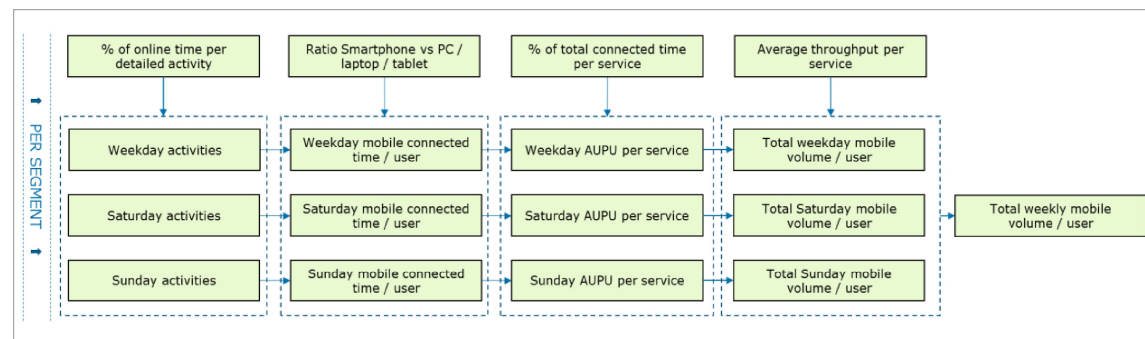 % of online time per
detailed activity
Ratio Smartphone vs PC /
laptop / tablet
% of total connected time
per service
Average throughput per
service
PER SEGMENT
Weekday activities
Weekday mobile connected
time / user
Weekday AUPU per service
Total weekday mobile
volume / user
Saturday activities
Saturday mobile connected
time / user
Saturday AUPU per service
Total Saturday mobile
volume / user
Total weekly mobile
volume / user
Sunday activities
Sunday mobile connected
time / user
Sunday AUPU per service
Total Sunday mobile
volume / user